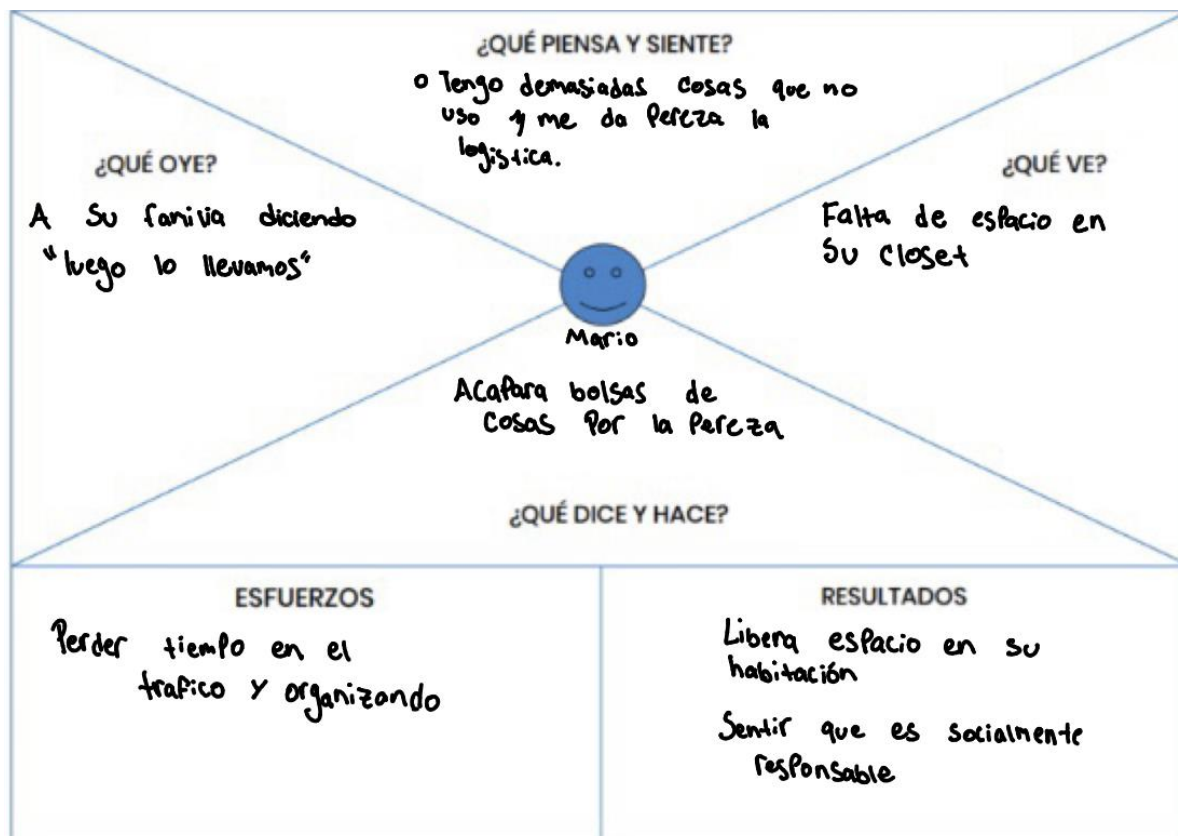 ¿QUÉ PIENSA Y SIENTE?
o Tengo demasiadas cosas que no
uso y me da Pereza la
logistica.
¿QUÉ OYE?
A Su familia diciendo
"luego lo llevamos"
¿QUÉ VE?
Falta de espacio en
Su closet
Mario
Acapara bolsas de
cosas Por la Pereza
¿QUÉ DICE Y HACE?
ESFUERZOS
Perder tiempo en el
trafico y organizando
RESULTADOS
Libera espacio en su
habitación
Sentir que es socialmente
responsable